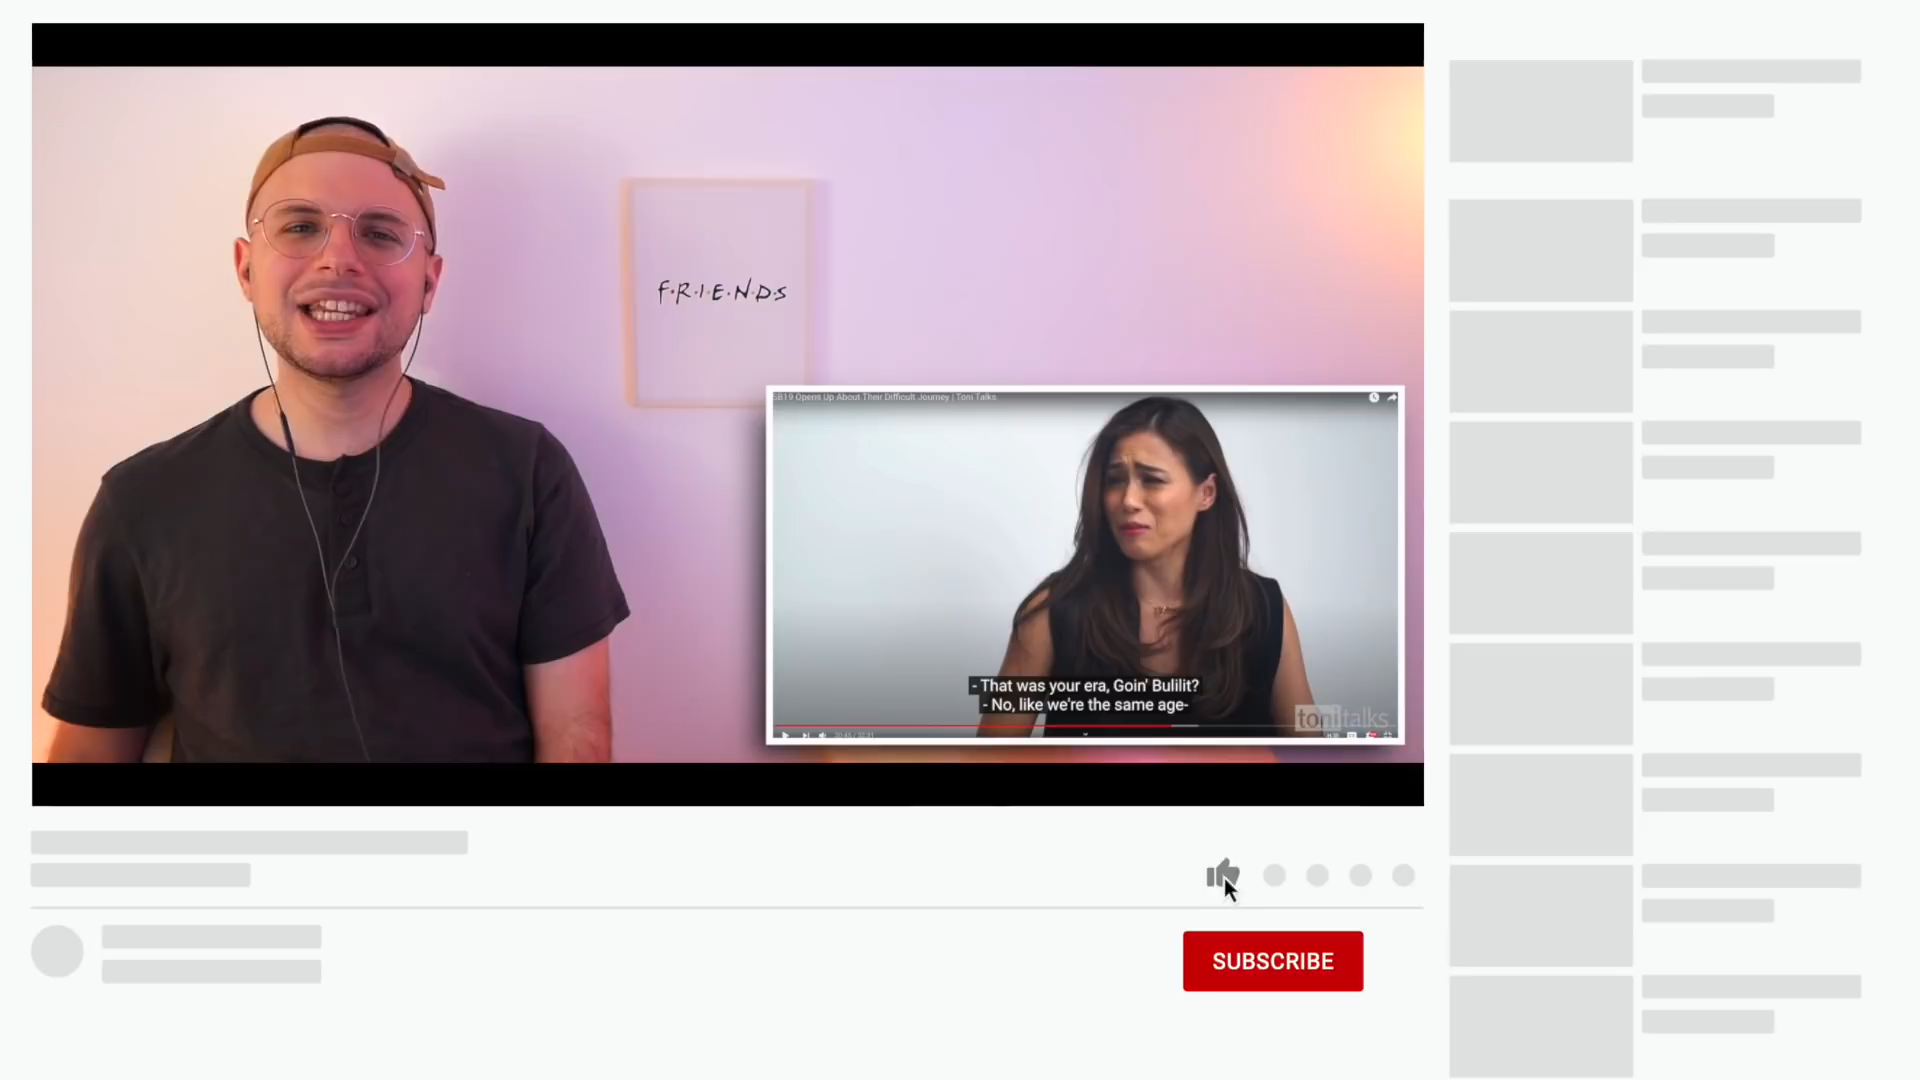 F·R·I·E·N·D·S
SB19 Opens Up About Their Difficult Journey | Toni Talks
- That was your era, Goin' Bulilit?
- No, like we're the same age-
tonitalks
SUBSCRIBE